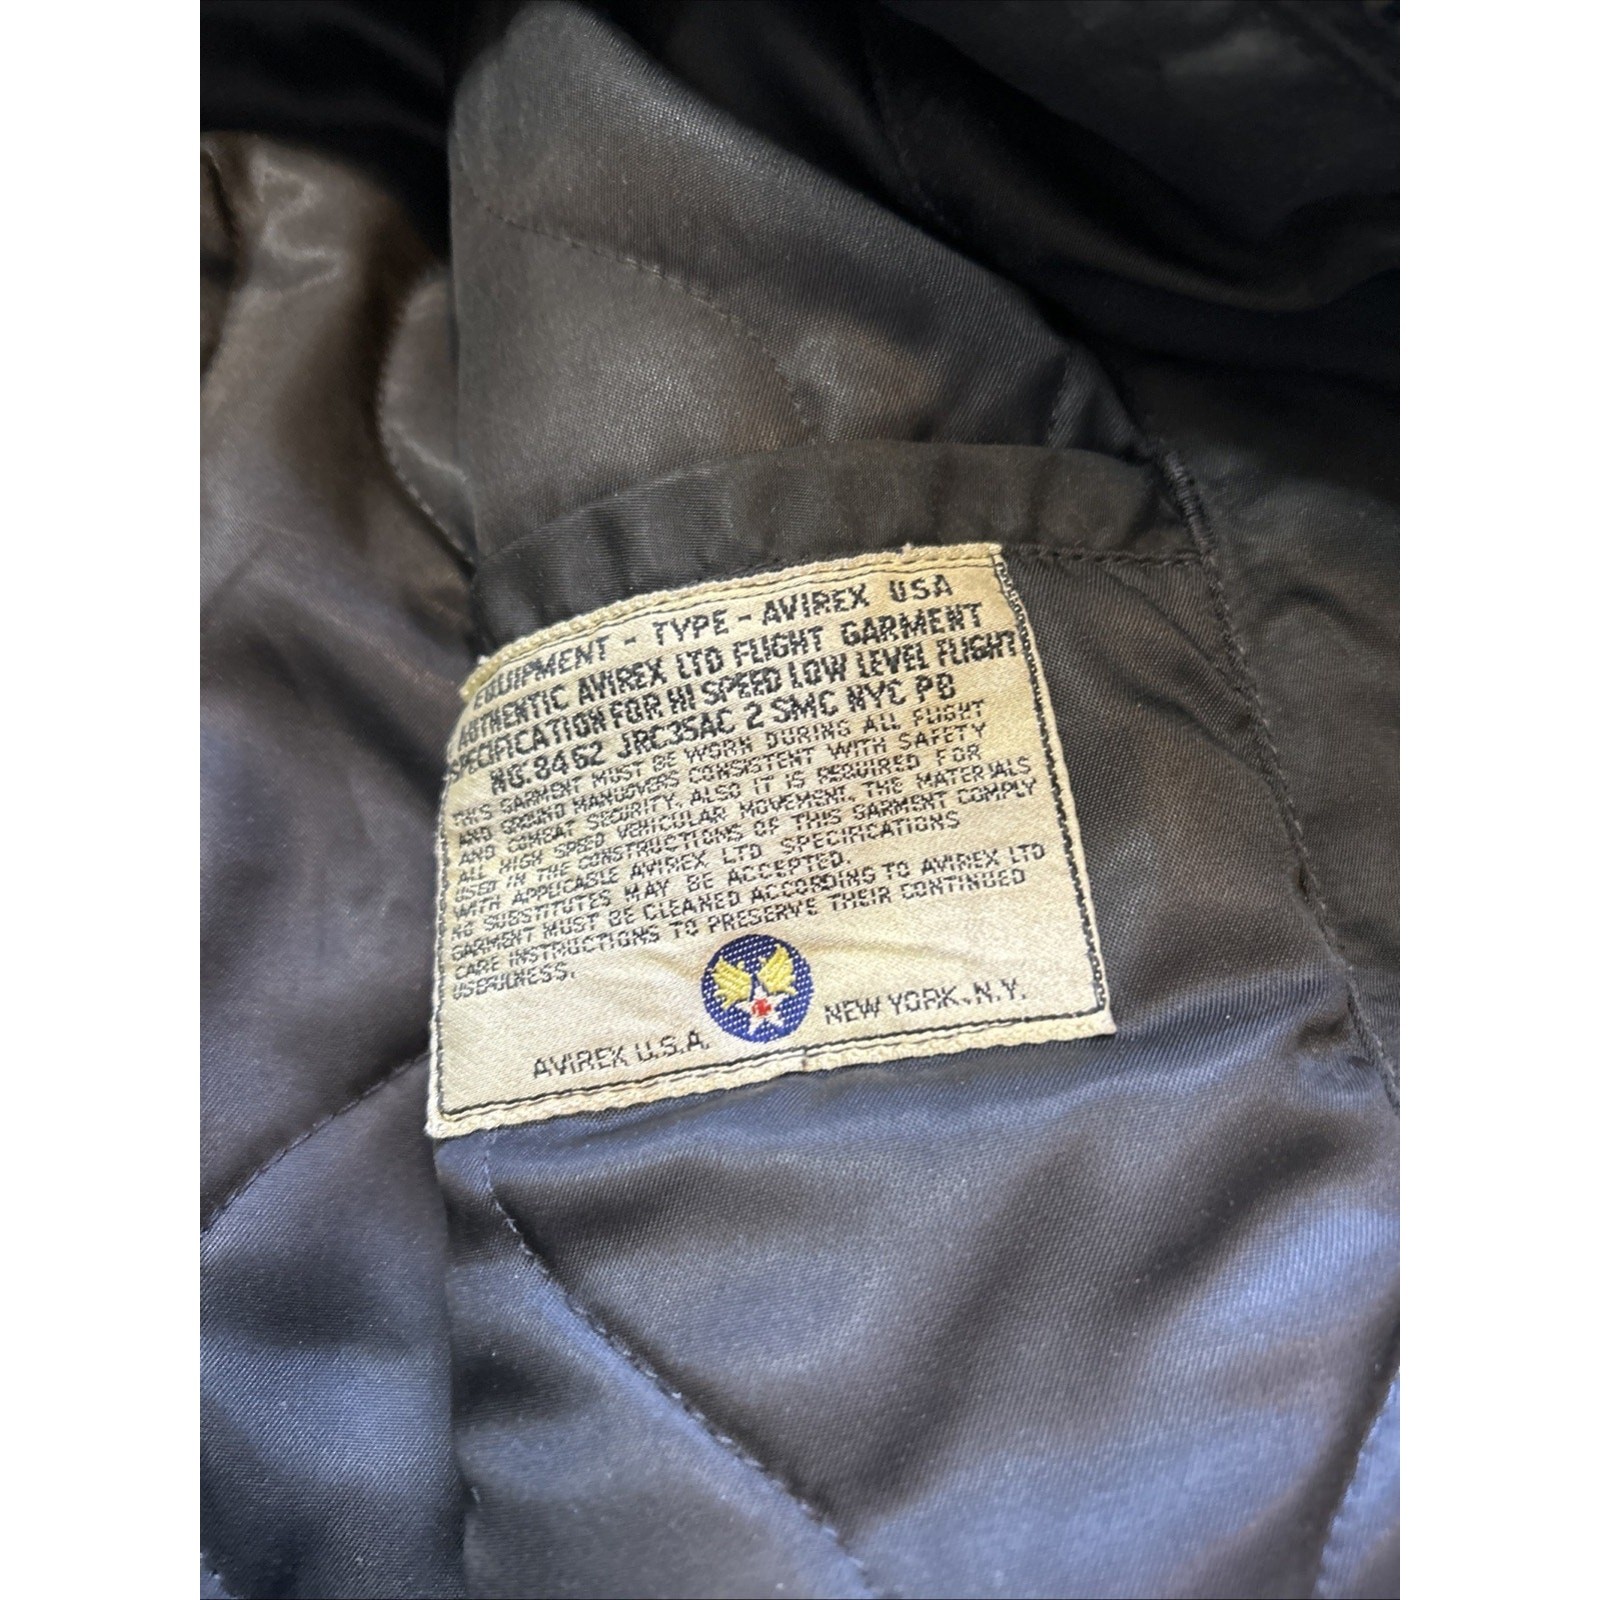 EQUIPMENT - TYPE - AVIREX USA
AUTHENTIC AVIREX LTD FLIGHT GARMENT
SPECIFICATION FOR HI SPEED LOW LEVEL FLIGHT
NO. 8462 JRC35AC 2 SMC NYC PB
THIS GARMENT MUST BE WORN DURING ALL FLIGHT
AND GROUND MANUOVERS CONSISTENT WITH SAFETY
AND COMBAT SECURITY. ALSO IT IS REQUIRED FOR
ALL HIGH SPEED VEHICULAR MOVEMENT. THE MATERIALS
USED IN THE CONSTRUCTIONS OF THIS GARMENT COMPLY
WITH APPLICABLE AVIREX LTD SPECIFICATIONS
NO SUBSTITUTES MAY BE ACCEPTED.
GARMENT MUST BE CLEANED ACCORDING TO AVIREX LTD
CARE INSTRUCTIONS TO PRESERVE THEIR CONTINUED
USEFULNESS.
AVIREX U.S.A. NEW YORK, N.Y.